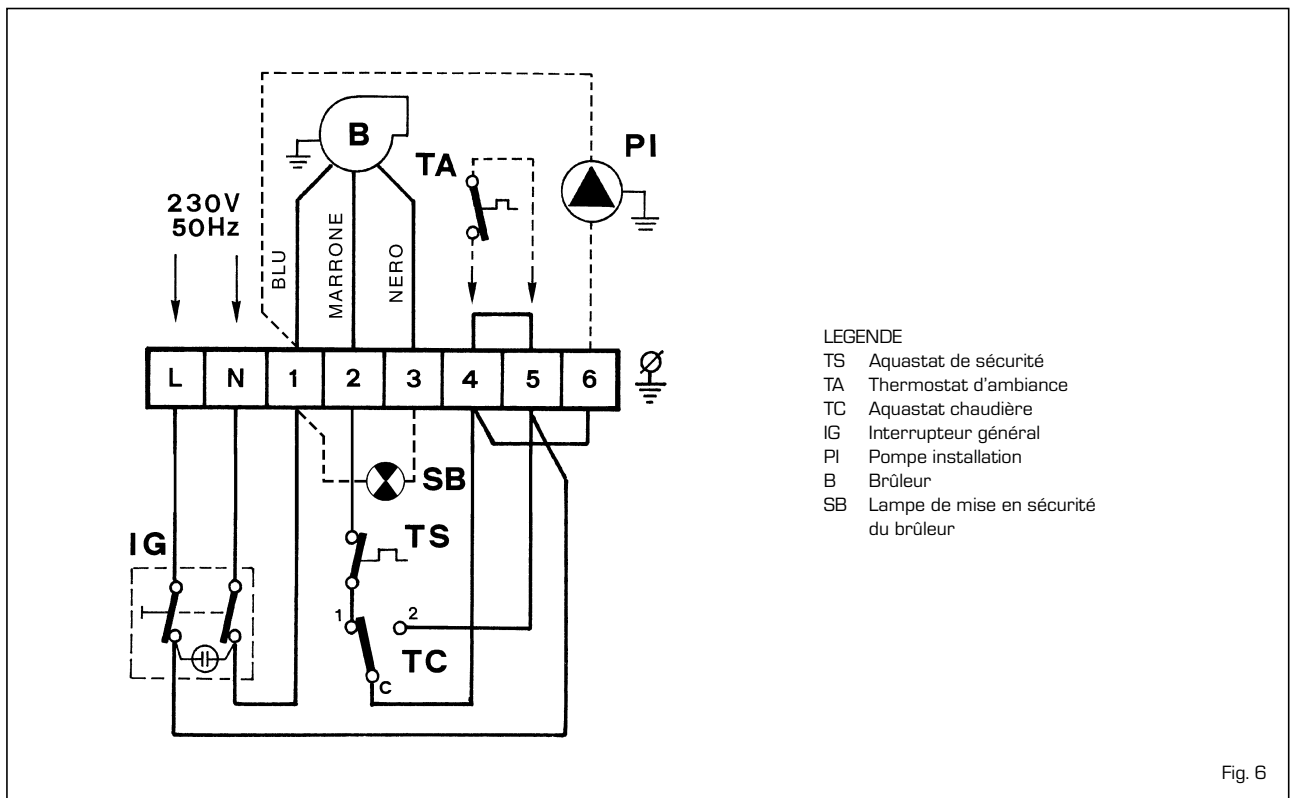 B
PI
TA
230V
50Hz
BLU
MARRONE
NERO
L N 1 2 3 4 5 6
SB
TS
IG
1 2
TC
C
LEGENDE
TS Aquastat de sécurité
TA Thermostat d'ambiance
TC Aquastat chaudière
IG Interrupteur général
PI Pompe installation
B Brûleur
SB Lampe de mise en sécurité
du brûleur
Fig. 6